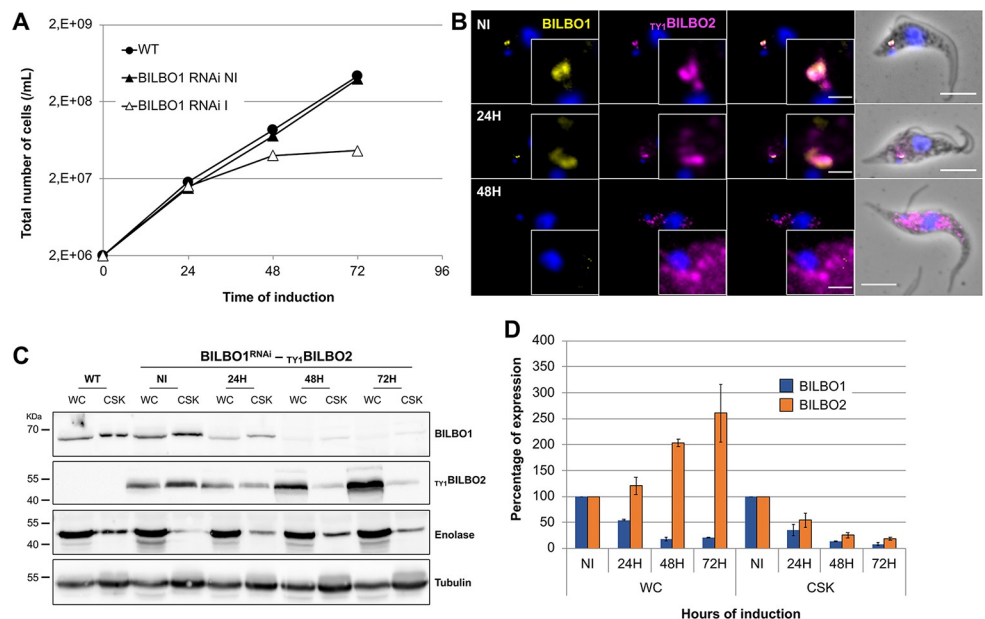 A
2,E+09
2,E+08
2,E+07
2,E+06
0 24 48 72 96
Total number of cells (/mL)
Time of induction
WT
BILBO1 RNAi NI
BILBO1 RNAi I
B
NI BILBO1 TY1BILBO2
24H
48H
C
BILBO1RNAi – TY1BILBO2
WT NI 24H 48H 72H
WC CSK WC CSK WC CSK WC CSK WC CSK
KDa
70
BILBO1
55
40
TY1BILBO2
55
40
Enolase
55
Tubulin
D
400
350
300
250
200
150
100
50
0
Percentage of expression
BILBO1
BILBO2
NI 24H 48H 72H NI 24H 48H 72H
WC CSK
Hours of induction